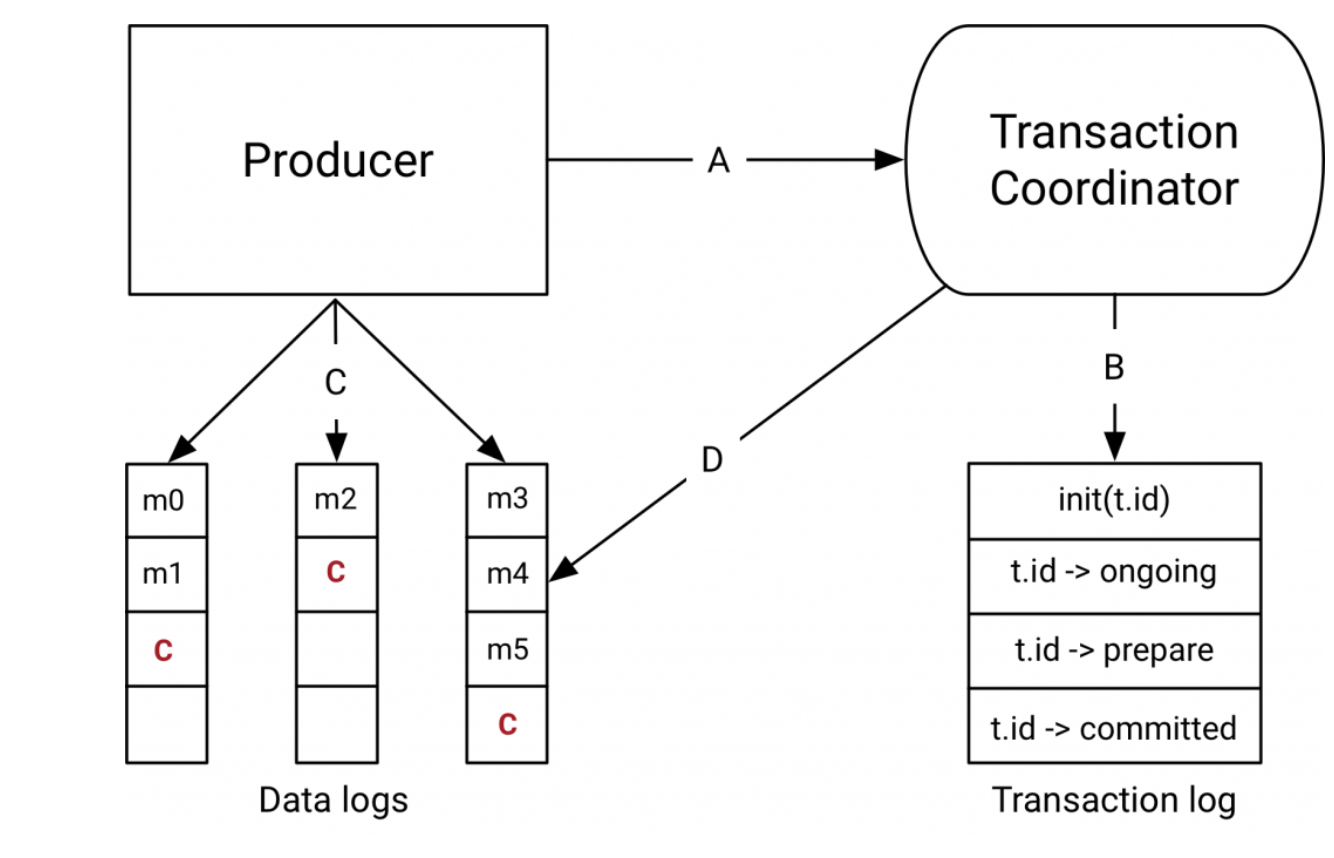 Producer
A
Transaction
Coordinator
C
B
D
m0
m1
C
m2
C
m3
m4
m5
C
Data logs
init(t.id)
t.id -> ongoing
t.id -> prepare
t.id -> committed
Transaction log